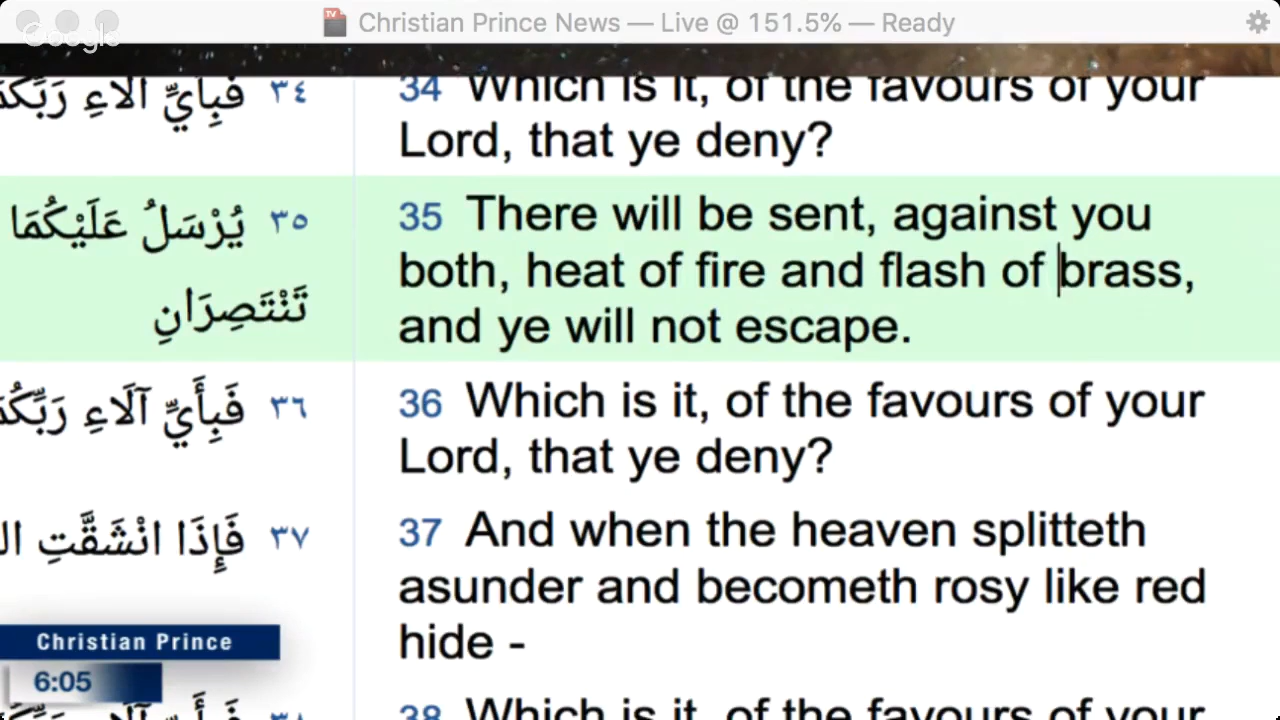 Christian Prince News — Live @ 151.5% — Ready
Google
TV
٣٤ فَبِأَيِّ آلَاءِ
34 Which is it, of the favours of your
Lord, that ye deny?
٣٥ يُرْسَلُ عَلَيْكُمَا
تَنْتَصِرَانِ
35 There will be sent, against you
both, heat of fire and flash of brass,
and ye will not escape.
٣٦ فَبِأَيِّ آلَاءِ
36 Which is it, of the favours of your
Lord, that ye deny?
٣٧ فَإِذَا انْشَقَّتِ
37 And when the heaven splitteth
asunder and becometh rosy like red
hide -
Christian Prince
6:05
38 Which is it, of the favours of your